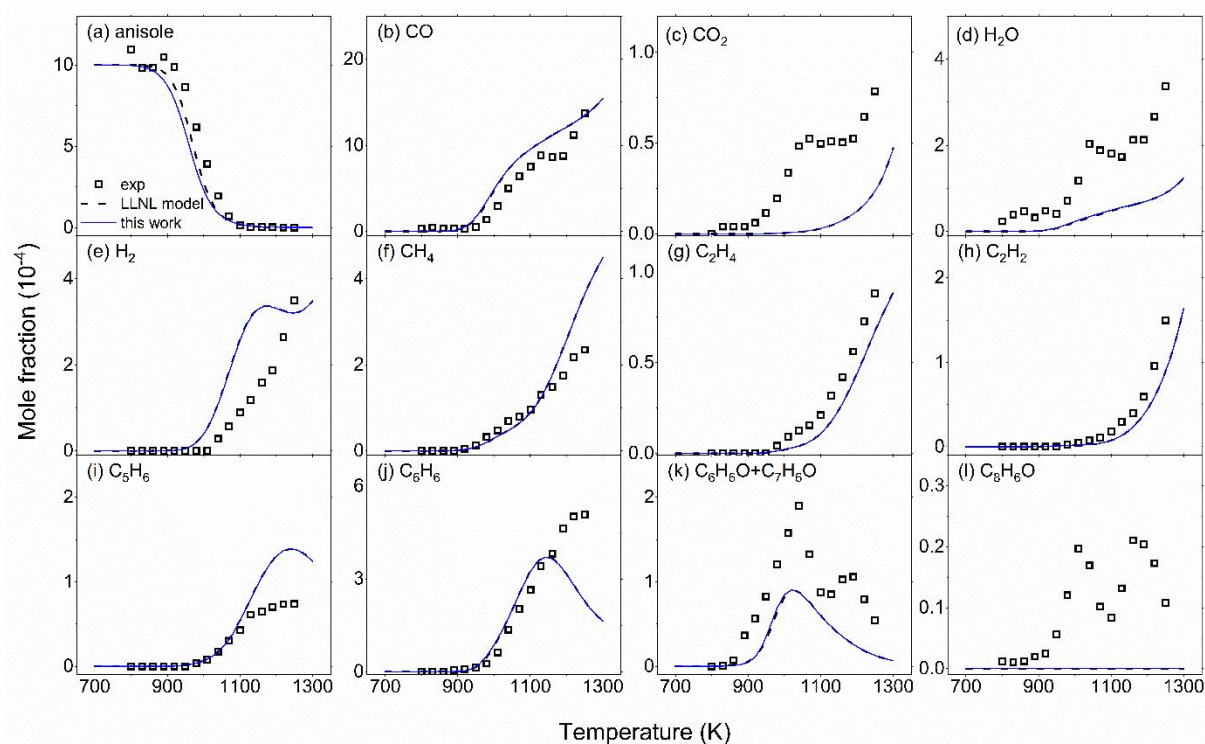 (a) anisole
(b) CO
(c) CO₂
(d) H₂O
10
5
0
exp
LLNL model
this work
20
10
0
1.0
0.5
0.0
4
2
0
(e) H₂
(f) CH₄
(g) C₂H₄
(h) C₂H₂
4
2
0
4
2
0
1.0
0.5
0.0
2
1
0
(i) C₅H₆
(j) C₆H₆
(k) C₆H₆O+C₇H₆O
(l) C₈H₆O
2
1
0
6
3
0
2
1
0
0.3
0.2
0.1
0.0
700 900 1100 1300
700 900 1100 1300
700 900 1100 1300
700 900 1100 1300
Mole fraction (10⁻⁴)
Temperature (K)